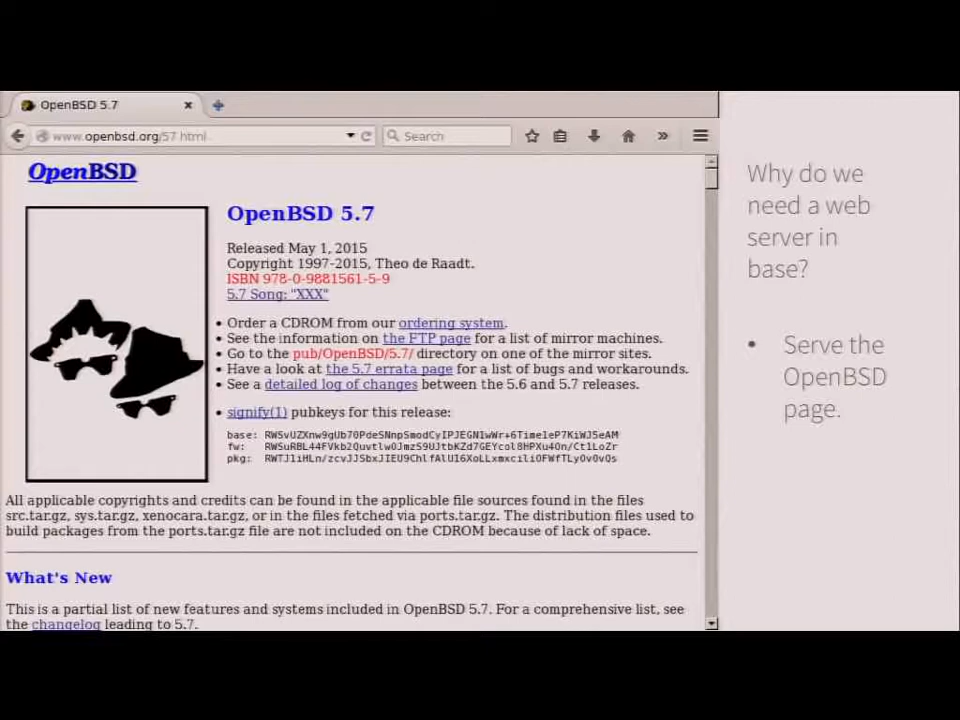 OpenBSD 5.7
www.openbsd.org/57.html
Search
OpenBSD
OpenBSD 5.7
Released May 1, 2015
Copyright 1997-2015, Theo de Raadt.
ISBN 978-0-9881561-5-9
5.7 Song: "XXX"
• Order a CDROM from our ordering system.
• See the information on the FTP page for a list of mirror machines.
• Go to the pub/OpenBSD/5.7/ directory on one of the mirror sites.
• Have a look at the 5.7 errata page for a list of bugs and workarounds.
• See a detailed log of changes between the 5.6 and 5.7 releases.
• signify(1) pubkeys for this release:
base:
fw:
pkg:
All applicable copyrights and credits can be found in the applicable file sources found in the files
src.tar.gz, sys.tar.gz, xenocara.tar.gz, or in the files fetched via ports.tar.gz. The distribution files used to
build packages from the ports.tar.gz file are not included on the CDROM because of lack of space.
What's New
This is a partial list of new features and systems included in OpenBSD 5.7. For a comprehensive list, see
the changelog leading to 5.7.
Why do we
need a web
server in
base?
• Serve the
OpenBSD
page.